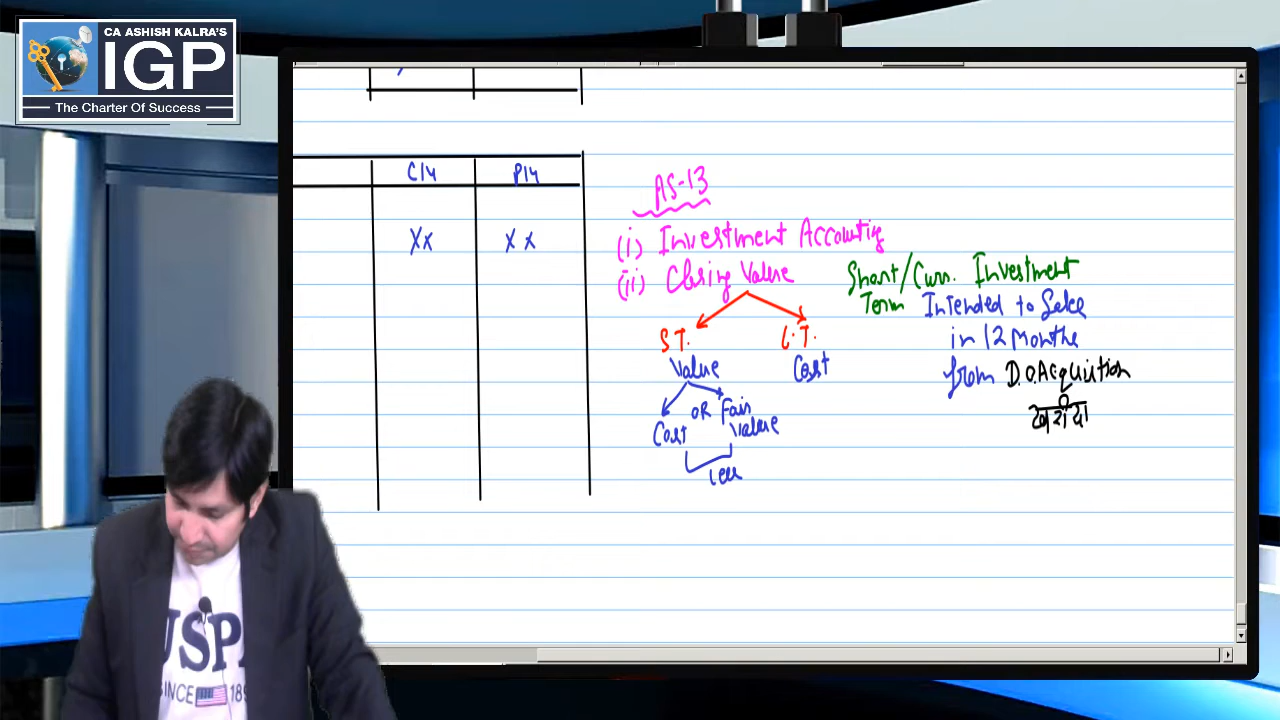 CA ASHISH KALRA'S
IGP
The Charter Of Success
C/Y P/Y
XX XX
AS-13
(i) Investment Accounting
(ii) Closing Value
Short/Curr. Investment
Term Intended to Sale
in 12 Months
from D.O.Acquisition
खरीदा
S.T. L.T.
Value Cost
Cost OR Fair
Value
Less
USPA
SINCE 189